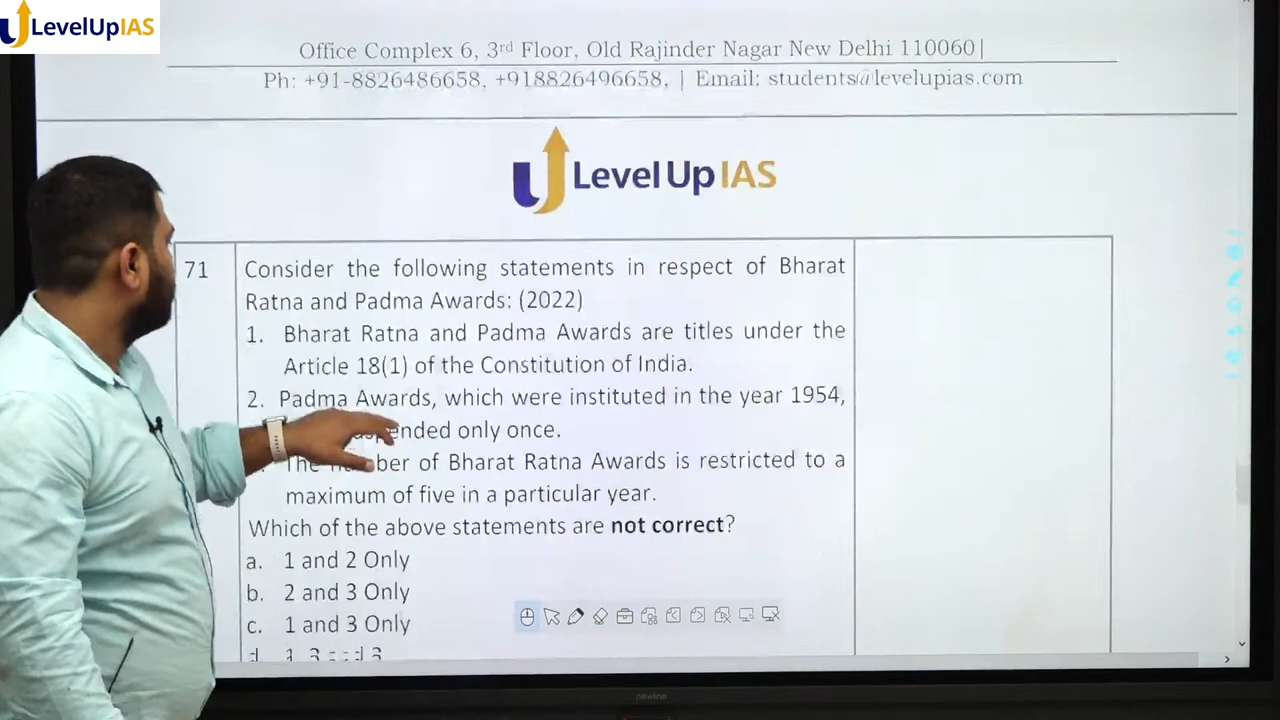 LevelUpIAS
Office Complex 6, 3rd Floor, Old Rajinder Nagar New Delhi 110060|
Ph: +91-8826486658, +918826496658, | Email: students@levelupias.com
Level Up IAS
71
Consider the following statements in respect of Bharat
Ratna and Padma Awards: (2022)
1. Bharat Ratna and Padma Awards are titles under the
Article 18(1) of the Constitution of India.
2. Padma Awards, which were instituted in the year 1954,
only once.
The number of Bharat Ratna Awards is restricted to a
maximum of five in a particular year.
Which of the above statements are not correct?
a. 1 and 2 Only
b. 2 and 3 Only
c. 1 and 3 Only
newline